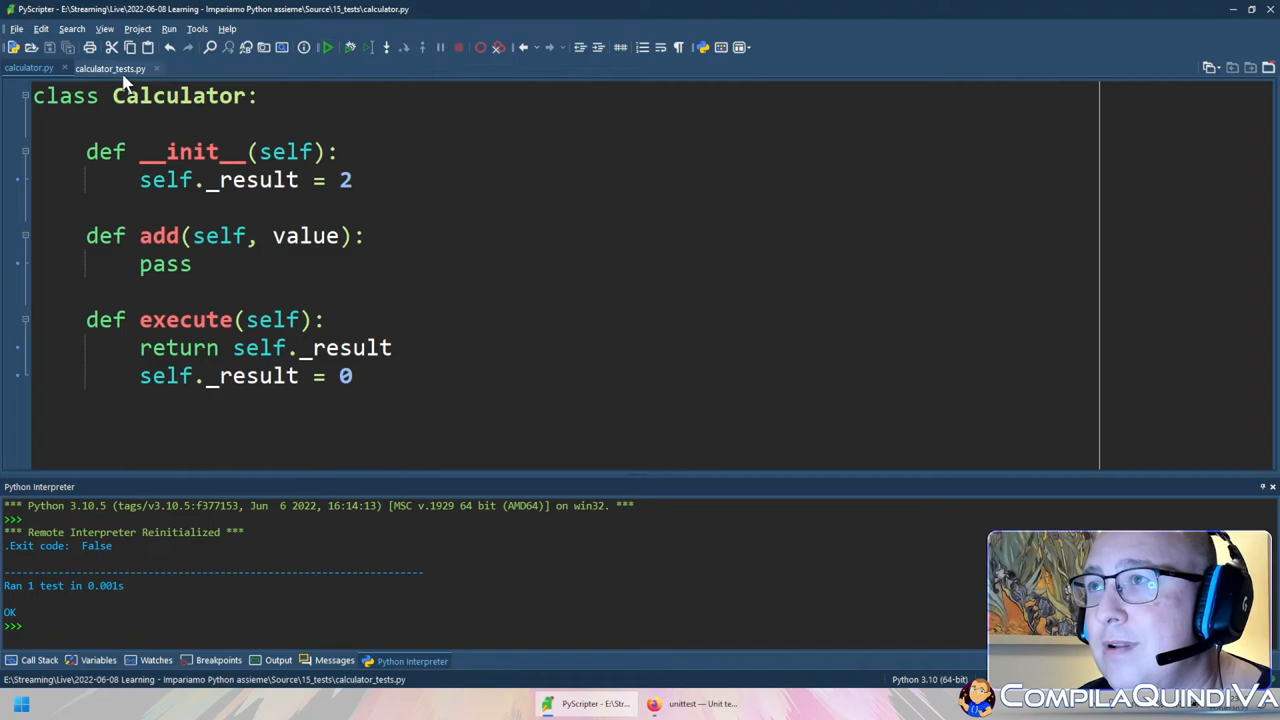 PyScripter - E:\Streaming\Live\2022-06-08 Learning - Impariamo Python assieme\Source\15_tests\calculator.py
File Edit Search View Project Run Tools Help
calculator.py × calculator_tests.py ×
class Calculator:
def __init__(self):
self._result = 2
def add(self, value):
pass
def execute(self):
return self._result
self._result = 0
Python Interpreter
*** Python 3.10.5 (tags/v3.10.5:f377153, Jun  6 2022, 16:14:13) [MSC v.1929 64 bit (AMD64)] on win32. ***
>>>
*** Remote Interpreter Reinitialized ***
.Exit code:  False
----------------------------------------------------------------------
Ran 1 test in 0.001s
OK
>>>
Call Stack Variables Watches Breakpoints Output Messages Python Interpreter
E:\Streaming\Live\2022-06-08 Learning - Impariamo Python assieme\Source\15_tests\calculator_tests.py Python 3.10 (64-bit)
PyScripter - E:\Stre... unittest — Unit te...
COMPILAQUINDIVA